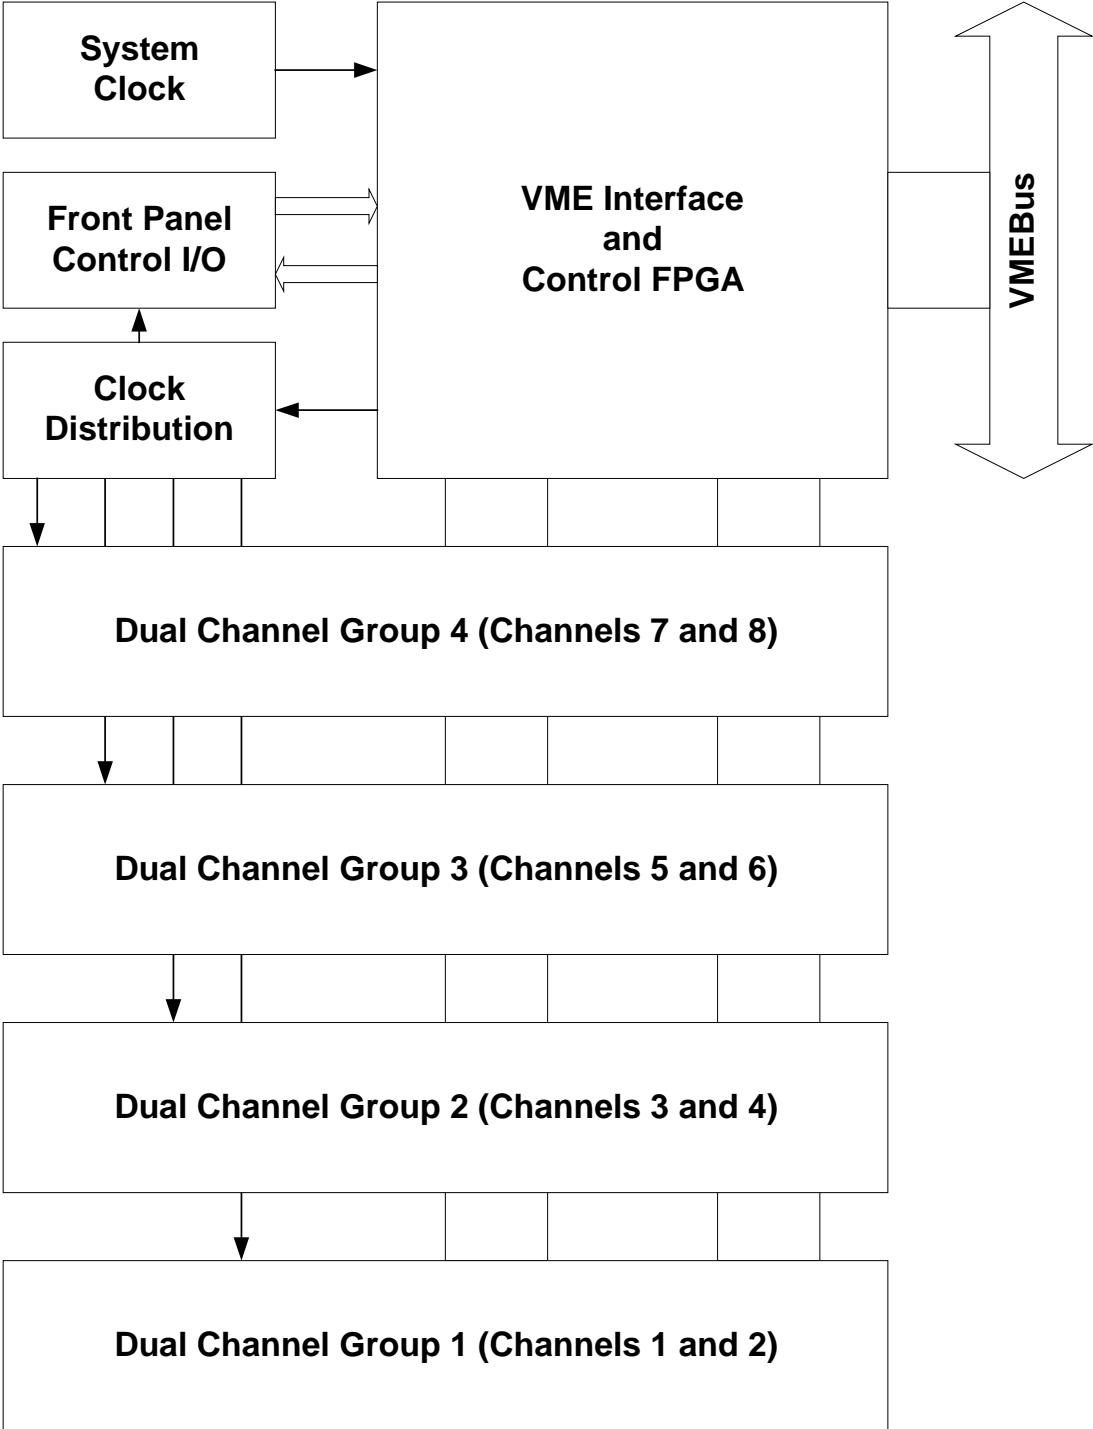 System
Clock
Front Panel
Control I/O
Clock
Distribution
VME Interface
and
Control FPGA
VMEBus
Dual Channel Group 4 (Channels 7 and 8)
Dual Channel Group 3 (Channels 5 and 6)
Dual Channel Group 2 (Channels 3 and 4)
Dual Channel Group 1 (Channels 1 and 2)